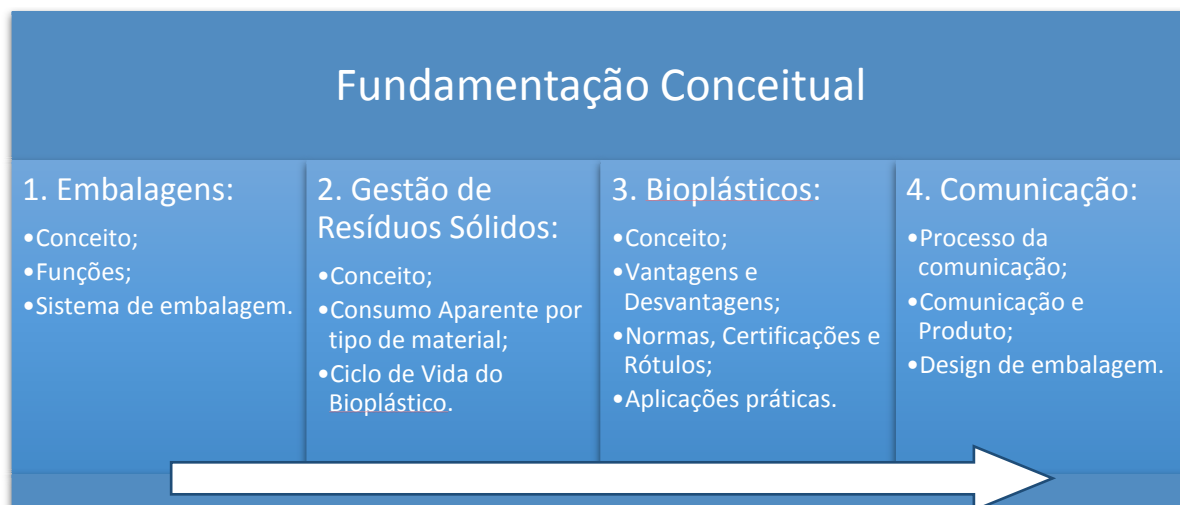 Fundamentação Conceitual
1. Embalagens:
•Conceito;
•Funções;
•Sistema de embalagem.
2. Gestão de
Resíduos Sólidos:
•Conceito;
•Consumo Aparente por
tipo de material;
•Ciclo de Vida do
Bioplástico.
3. Bioplásticos:
•Conceito;
•Vantagens e
Desvantagens;
•Normas, Certificações e
Rótulos;
•Aplicações práticas.
4. Comunicação:
•Processo da
comunicação;
•Comunicação e
Produto;
•Design de embalagem.